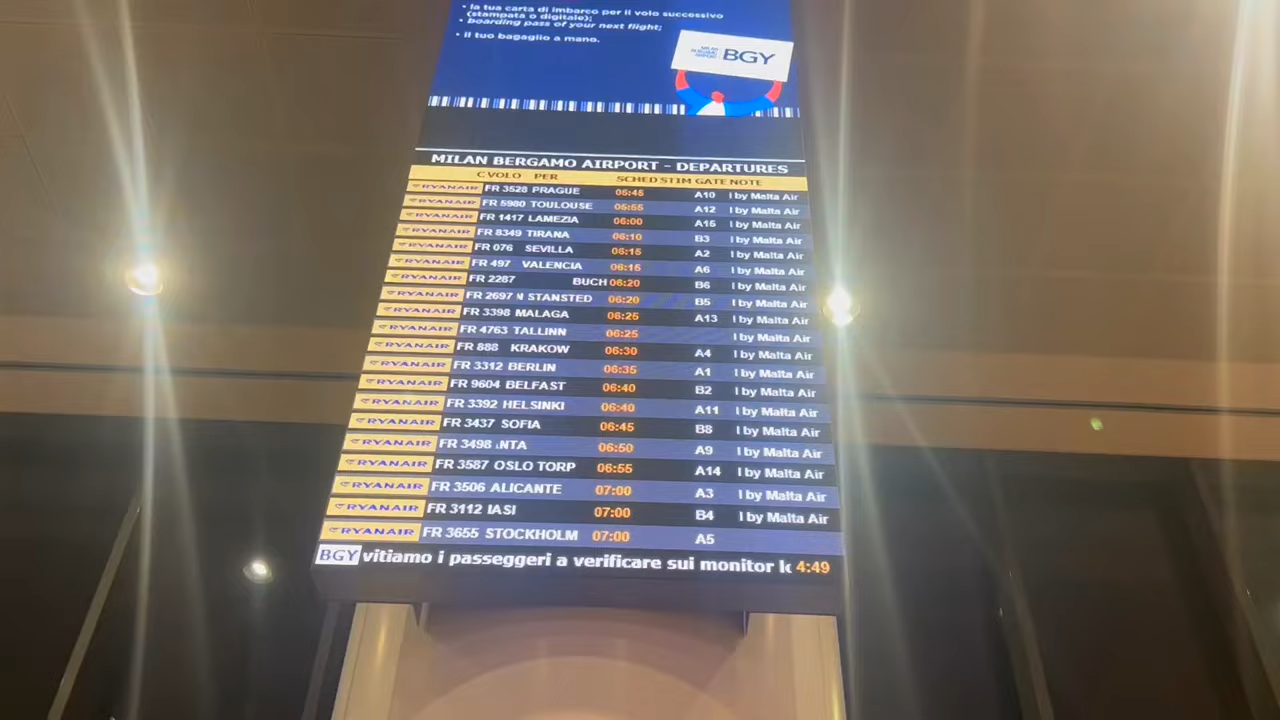 • la tua carta di imbarco per il volo successivo
(stampata o digitale);
• boarding pass of your next flight;
• il tuo bagaglio a mano.
MILAN BERGAMO AIRPORT BGY
MILAN BERGAMO AIRPORT - DEPARTURES
C VOLO PER SCHED STIM GATE NOTE
RYANAIR FR 3528 PRAGUE 05:45 A10 l by Malta Air
RYANAIR FR 5980 TOULOUSE 05:55 A12 l by Malta Air
RYANAIR FR 1417 LAMEZIA 06:00 A15 l by Malta Air
RYANAIR FR 8349 TIRANA 06:10 B3 l by Malta Air
RYANAIR FR 076 SEVILLA 06:15 A2 l by Malta Air
RYANAIR FR 497 VALENCIA 06:15 A6 l by Malta Air
RYANAIR FR 2287 BUCH 06:20 B6 l by Malta Air
RYANAIR FR 2697 N STANSTED 06:20 B5 l by Malta Air
RYANAIR FR 3398 MALAGA 06:25 A13 l by Malta Air
RYANAIR FR 4763 TALLINN 06:25 l by Malta Air
RYANAIR FR 888 KRAKOW 06:30 A4 l by Malta Air
RYANAIR FR 3312 BERLIN 06:35 A1 l by Malta Air
RYANAIR FR 9604 BELFAST 06:40 B2 l by Malta Air
RYANAIR FR 3392 HELSINKI 06:40 A11 l by Malta Air
RYANAIR FR 3437 SOFIA 06:45 B8 l by Malta Air
RYANAIR FR 3498 NTA 06:50 A9 l by Malta Air
RYANAIR FR 3587 OSLO TORP 06:55 A14 l by Malta Air
RYANAIR FR 3506 ALICANTE 07:00 A3 l by Malta Air
RYANAIR FR 3112 IASI 07:00 B4 l by Malta Air
RYANAIR FR 3655 STOCKHOLM 07:00 A5
BGY vitiamo i passeggeri a verificare sui monitor lo 4:49